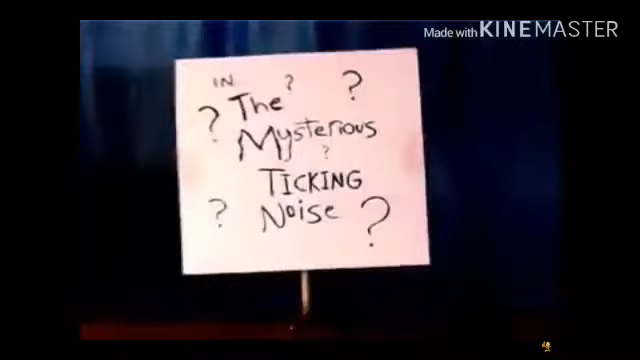 Made with KINEMASTER
IN ? ?
? The
Mysterious
?
TICKING
? Noise ?